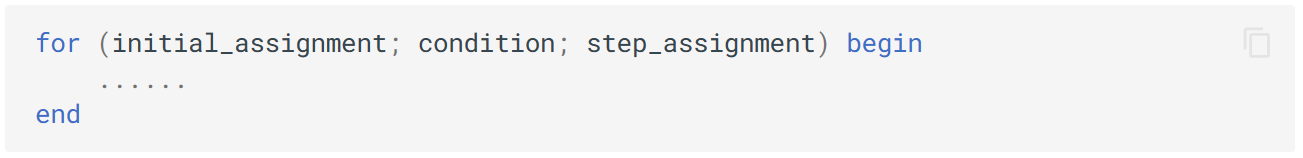 for (initial_assignment; condition; step_assignment) begin
    ......
end